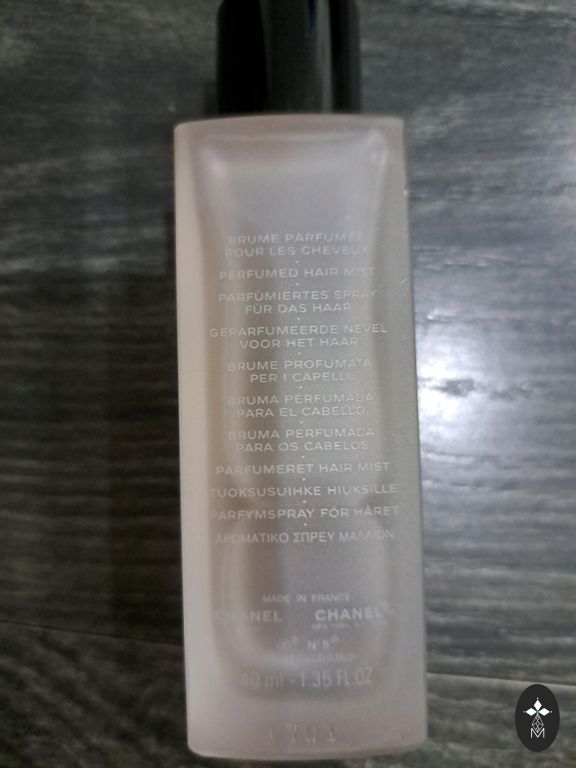 BRUME PARFUMÉE
POUR LES CHEVEUX
PERFUMED HAIR MIST
PARFÜMIERTES SPRAY
FÜR DAS HAAR
GEPARFUMEERDE NEVEL
VOOR HET HAAR
BRUME PROFUMATA
PER I CAPELLI
BRUMA PERFUMADA
PARA EL CABELLO
BRUMA PERFUMADA
PARA OS CABELOS
PARFUMERET HAIR MIST
TUOKSUSUIHKE HIUKSILLE
PARFYMSPRAY FÖR HÅRET
ΑΡΩΜΑΤΙΚΟ ΣΠΡΕΥ ΜΑΛΛΙΩΝ
MADE IN FRANCE
CHANEL CHANEL
N°5®
40 ml - 1.35 FL.OZ
M